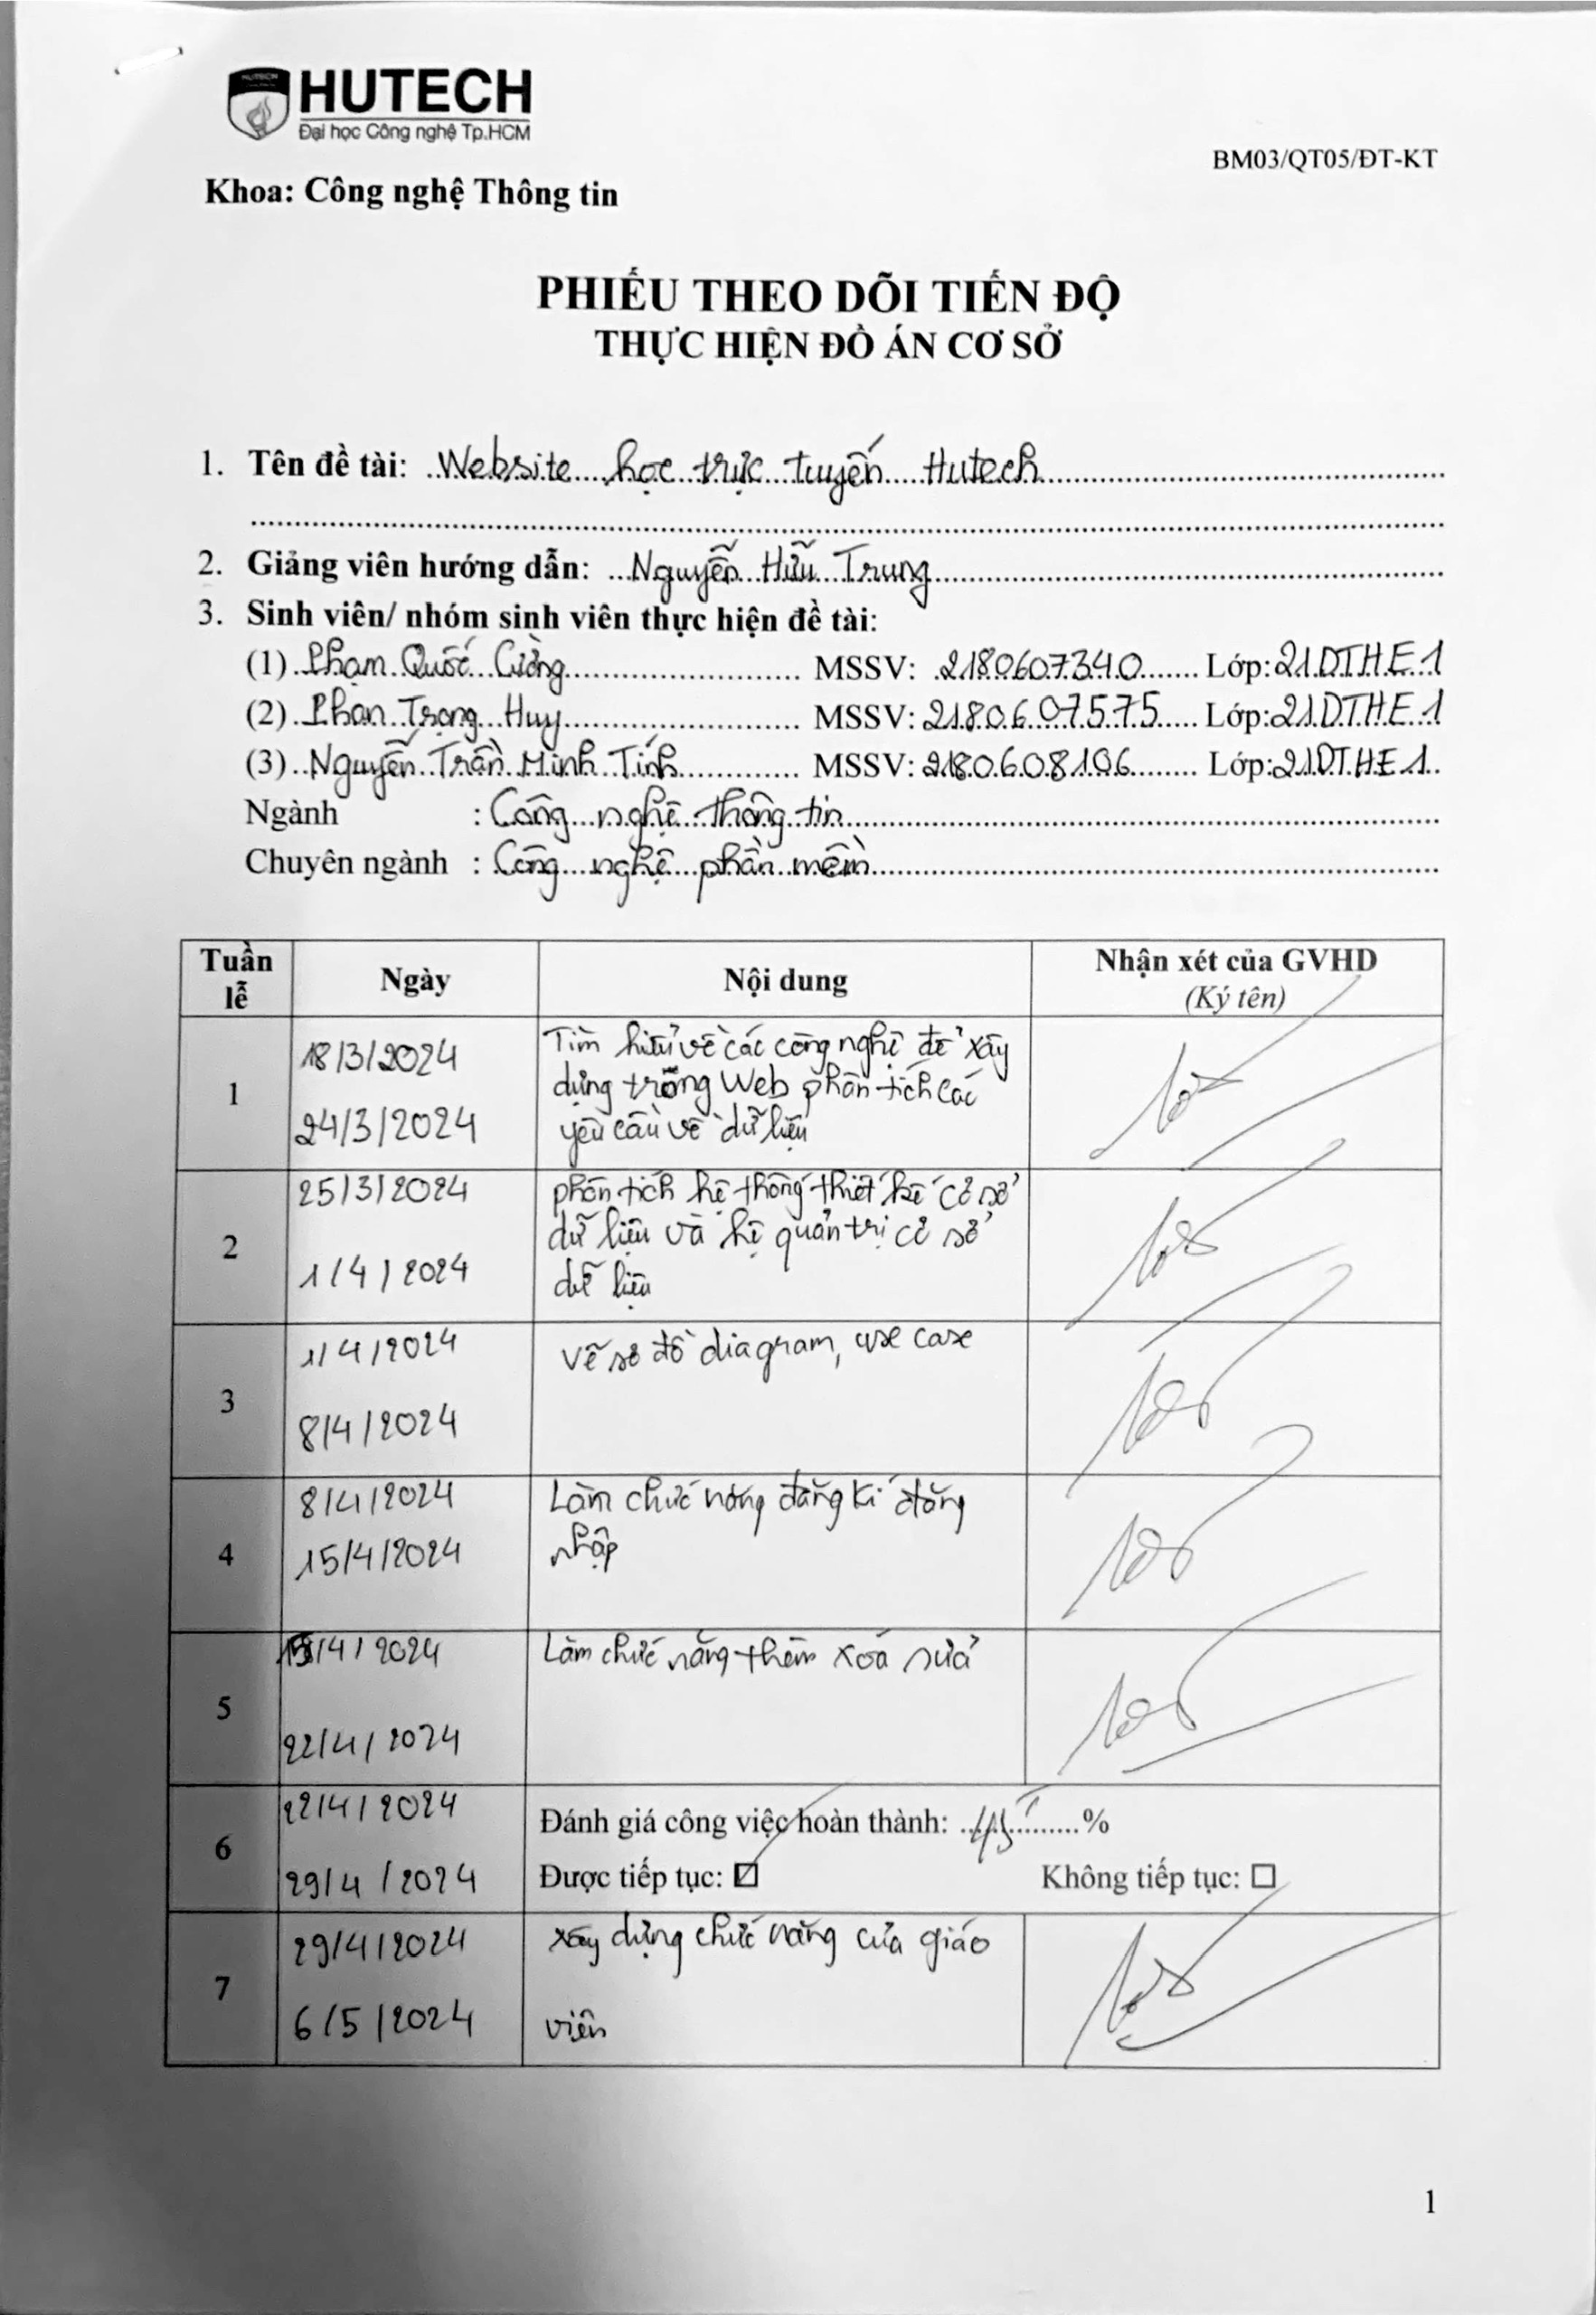 HUTECH
HUTECH
Đại học Công nghệ Tp.HCM
BM03/QT05/ĐT-KT
Khoa: Công nghệ Thông tin
PHIẾU THEO DÕI TIẾN ĐỘ
THỰC HIỆN ĐỒ ÁN CƠ SỞ
1. Tên đề tài: Website học trực tuyến Hutech
2. Giảng viên hướng dẫn: Nguyễn Hữu Trung
3. Sinh viên/ nhóm sinh viên thực hiện đề tài:
(1) Phạm Quốc Cường MSSV: 2180607340 Lớp: 21DTHE1
(2) Phan Trọng Huy MSSV: 2180607575 Lớp: 21DTHE1
(3) Nguyễn Trần Minh Tính MSSV: 2180608106 Lớp: 21DTHE1
Ngành : Công nghệ thông tin
Chuyên ngành : Công nghệ phần mềm
Tuần lễ Ngày Nội dung Nhận xét của GVHD
(Ký tên)
1
18/3/2024
24/3/2024
Tìm hiểu về các công nghệ để xây
dựng trong Web phân tích các
yêu cầu về dữ liệu
2
25/3/2024
1/4/2024
phân tích hệ thống thiết kế cơ sở
dữ liệu và hệ quản trị cơ sở
dữ liệu
3
1/4/2024
8/4/2024
vẽ sơ đồ diagram, use case
4
8/4/2024
15/4/2024
Làm chức năng đăng kí đăng
nhập
5
15/4/2024
22/4/2024
Làm chức năng thêm xoá sửa
6
22/4/2024
29/4/2024
Đánh giá công việc hoàn thành: 45 %
Được tiếp tục: ☑ Không tiếp tục: ☐
7
29/4/2024
6/5/2024
xây dựng chức năng của giáo
viên
1